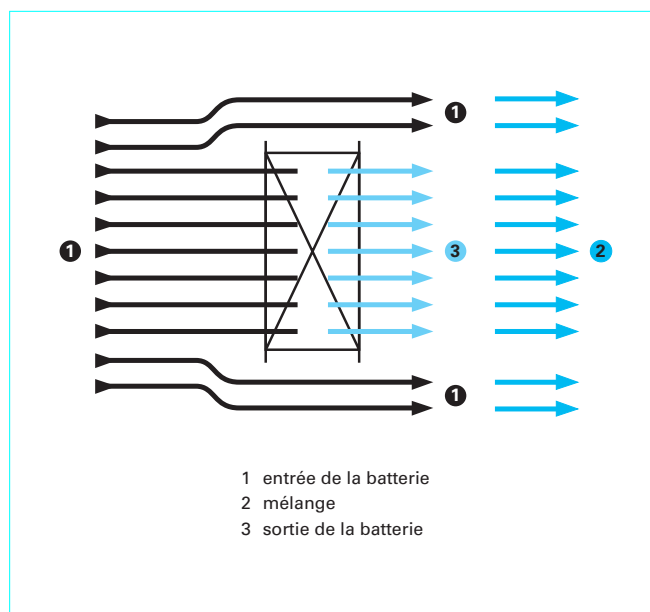 1
1
3
2
1
1 entrée de la batterie
2 mélange
3 sortie de la batterie